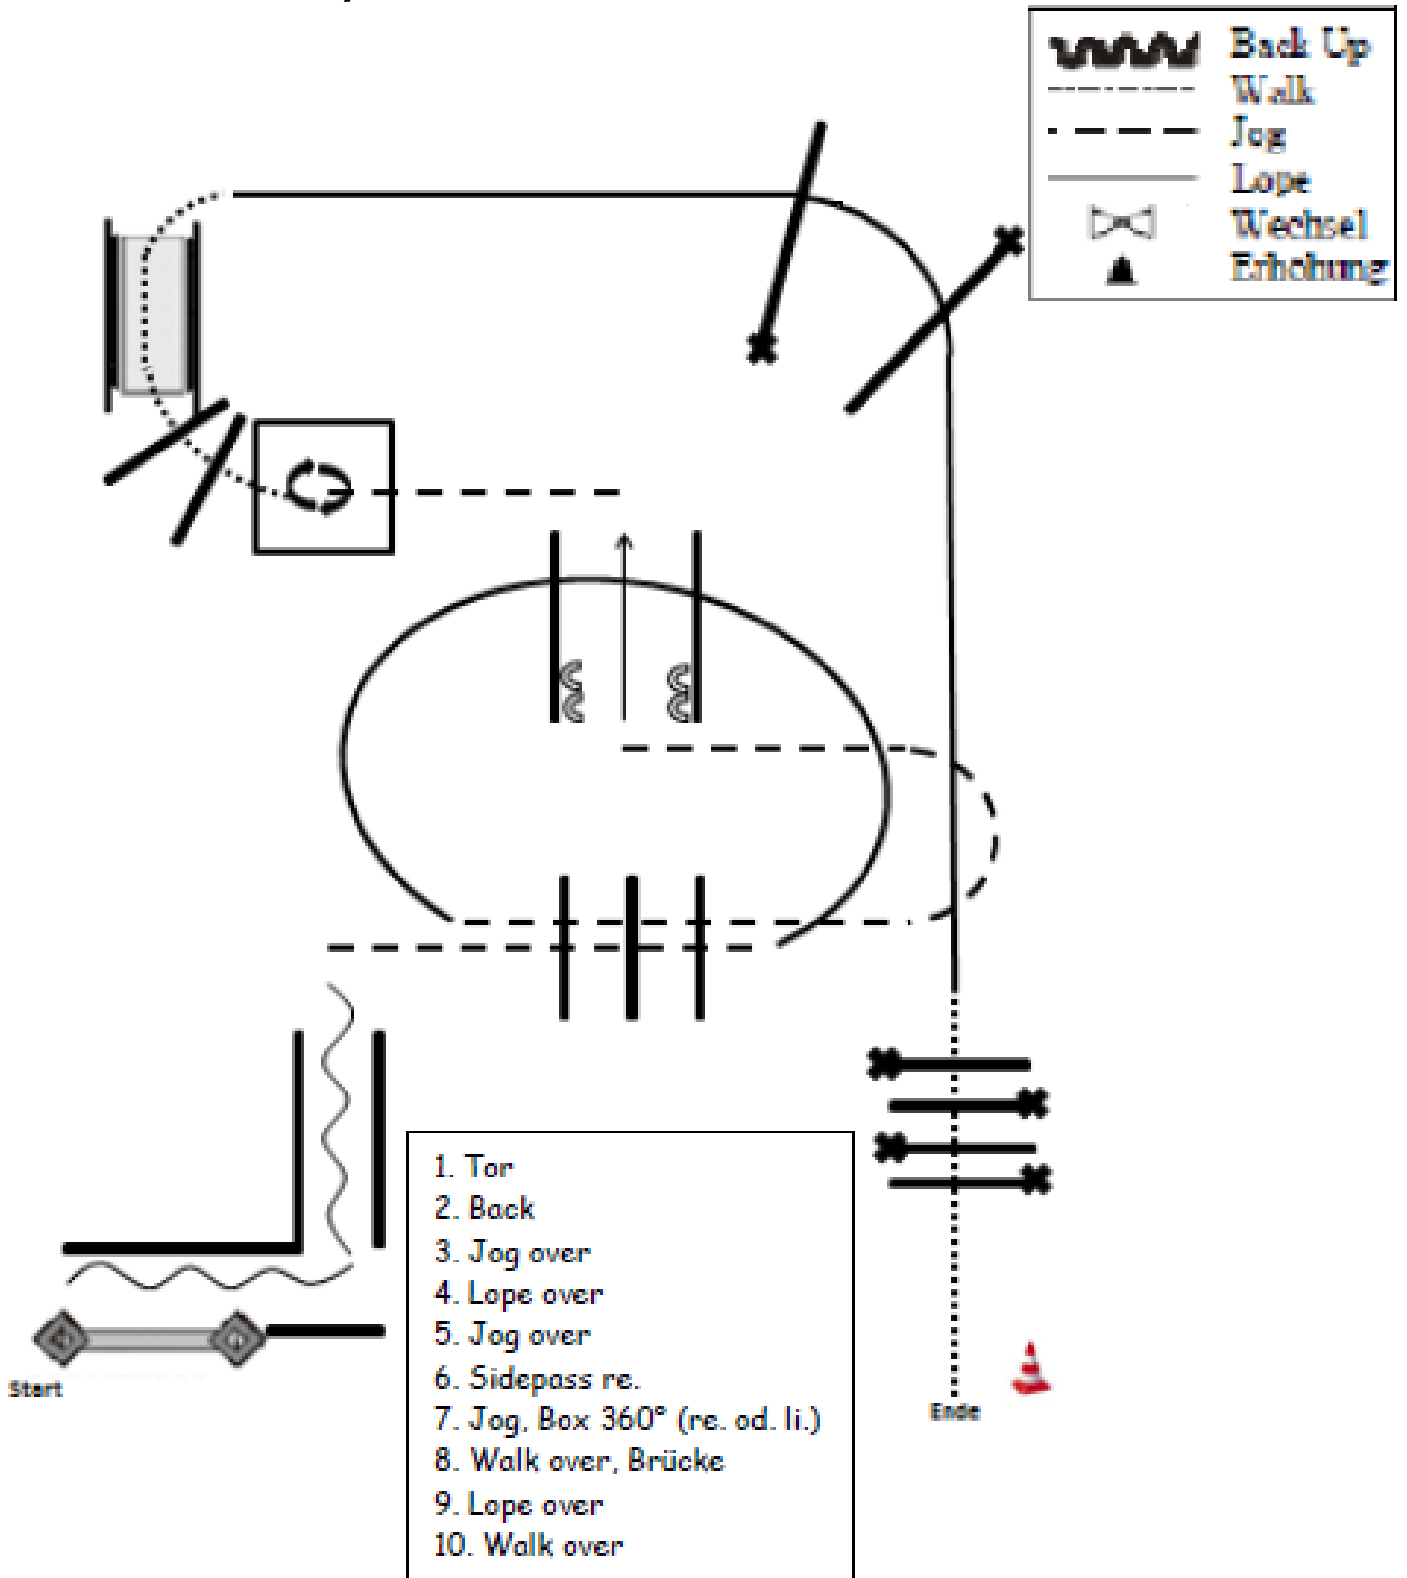 Back Up
Walk
Jog
Lope
Wechsel
Erhöhung
1. Tor
2. Back
3. Jog over
4. Lope over
5. Jog over
6. Sidepass re.
7. Jog, Box 360° (re. od. li.)
8. Walk over, Brücke
9. Lope over
10. Walk over
Start
Ende